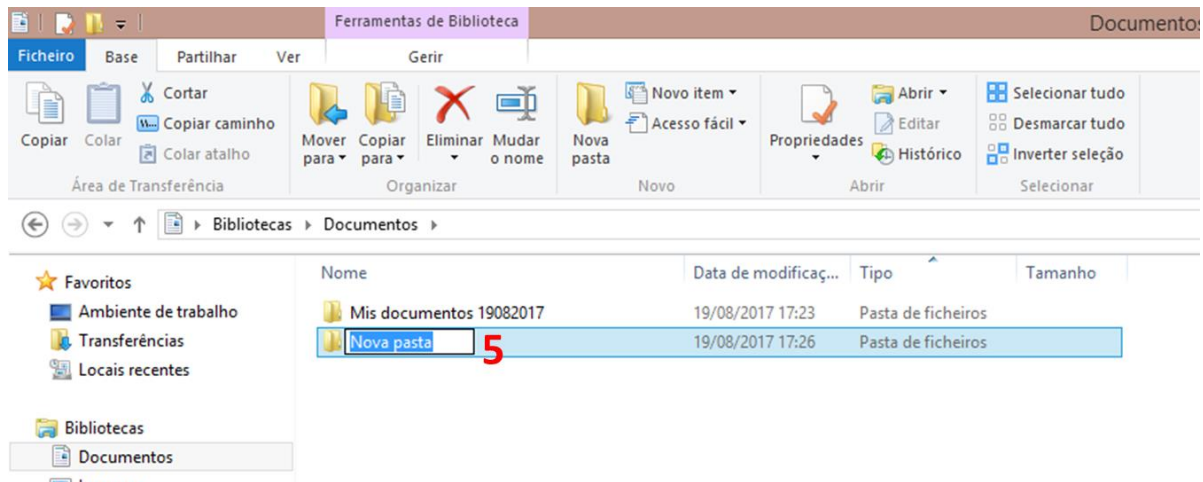 Ferramentas de Biblioteca
Documentos
Ficheiro Base Partilhar Ver Gerir
Copiar
Colar
Cortar
Copiar caminho
Colar atalho
Área de Transferência
Mover para
Copiar para
Eliminar
Mudar o nome
Organizar
Nova pasta
Novo item
Acesso fácil
Novo
Propriedades
Abrir
Editar
Histórico
Abrir
Selecionar tudo
Desmarcar tudo
Inverter seleção
Selecionar
Bibliotecas Documentos
Favoritos
Ambiente de trabalho
Transferências
Locais recentes
Bibliotecas
Documentos
Nome Data de modificaç... Tipo Tamanho
Mis documentos 19082017 19/08/2017 17:23 Pasta de ficheiros
Nova pasta 5 19/08/2017 17:26 Pasta de ficheiros